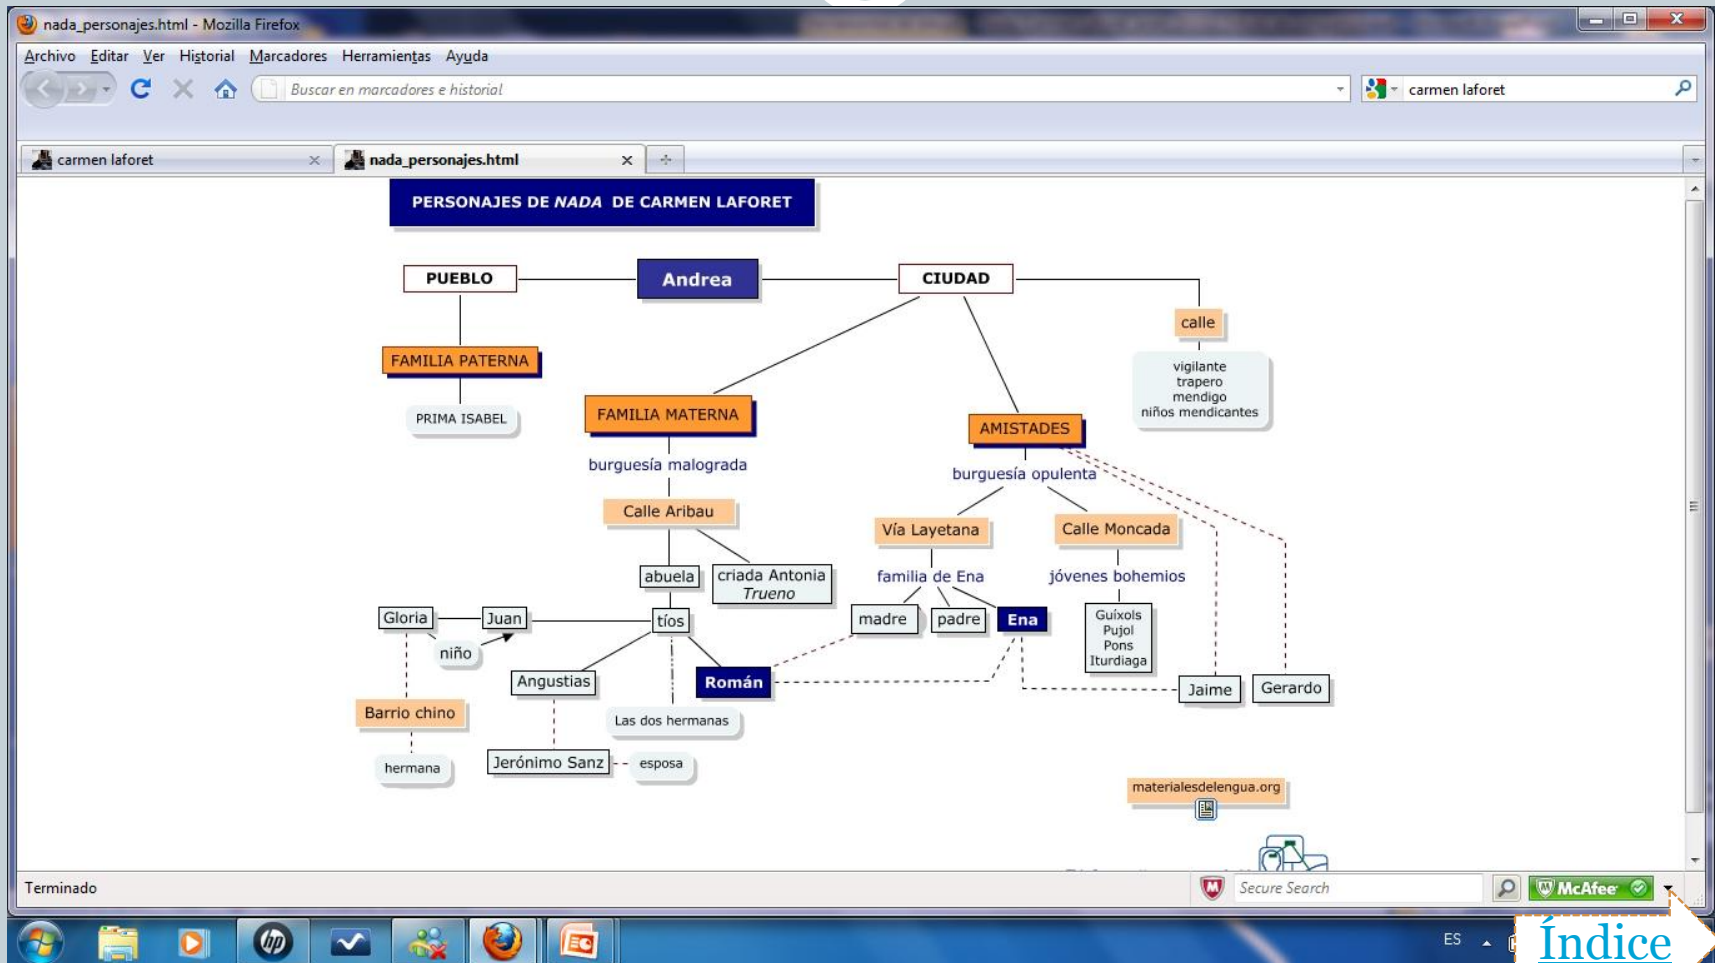 nada_personajes.html - Mozilla Firefox
Archivo Editar Ver Historial Marcadores Herramientas Ayuda
Buscar en marcadores e historial
carmen laforet
carmen laforet
nada_personajes.html
PERSONAJES DE NADA DE CARMEN LAFORET
PUEBLO
Andrea
CIUDAD
calle
vigilante
trapero
mendigo
niños mendicantes
FAMILIA PATERNA
PRIMA ISABEL
FAMILIA MATERNA
burguesía malograda
Calle Aribau
abuela
criada Antonia
Trueno
AMISTADES
burguesía opulenta
Vía Layetana
Calle Moncada
familia de Ena
jóvenes bohemios
Gloria
Juan
tíos
niño
madre
padre
Ena
Guíxols
Pujol
Pons
Iturdiaga
Angustias
Román
Jaime
Gerardo
Barrio chino
Las dos hermanas
hermana
Jerónimo Sanz
esposa
materialesdelengua.org
Terminado
Secure Search
McAfee
hp
ES
Índice